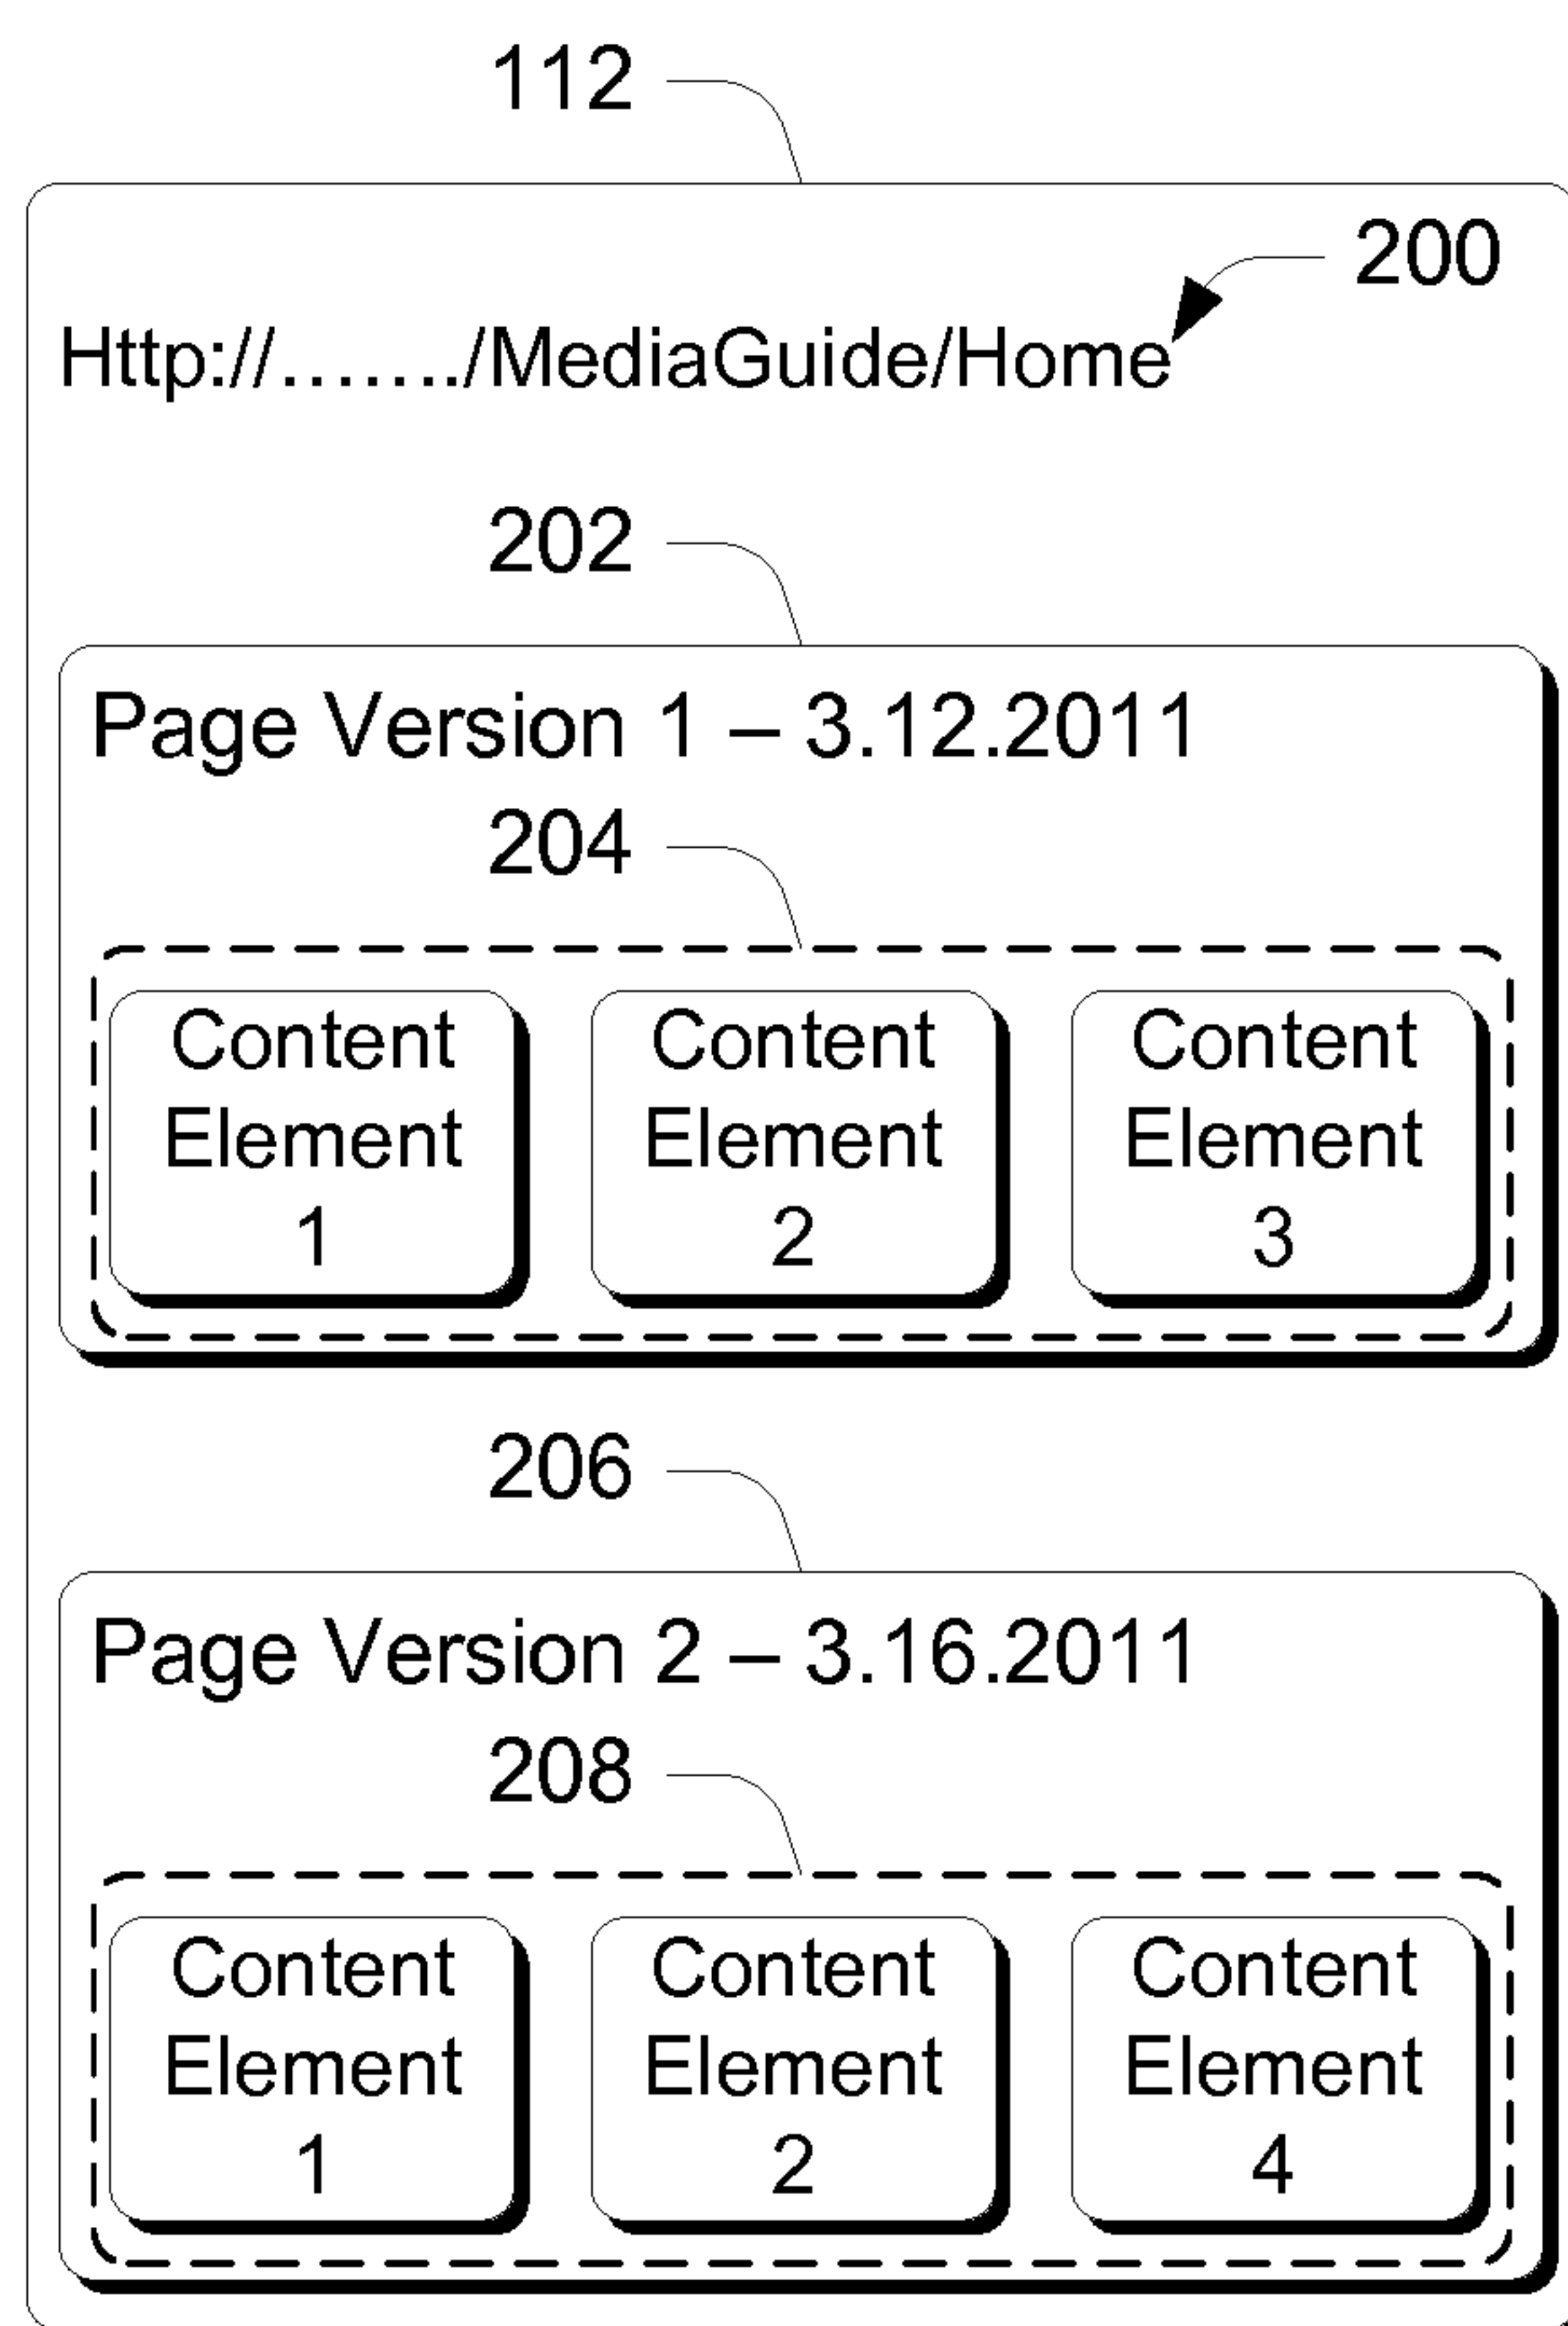 112
200
Http://......./MediaGuide/Home
202
Page Version 1 – 3.12.2011
204
Content
Element
1
Content
Element
2
Content
Element
3
206
Page Version 2 – 3.16.2011
208
Content
Element
1
Content
Element
2
Content
Element
4